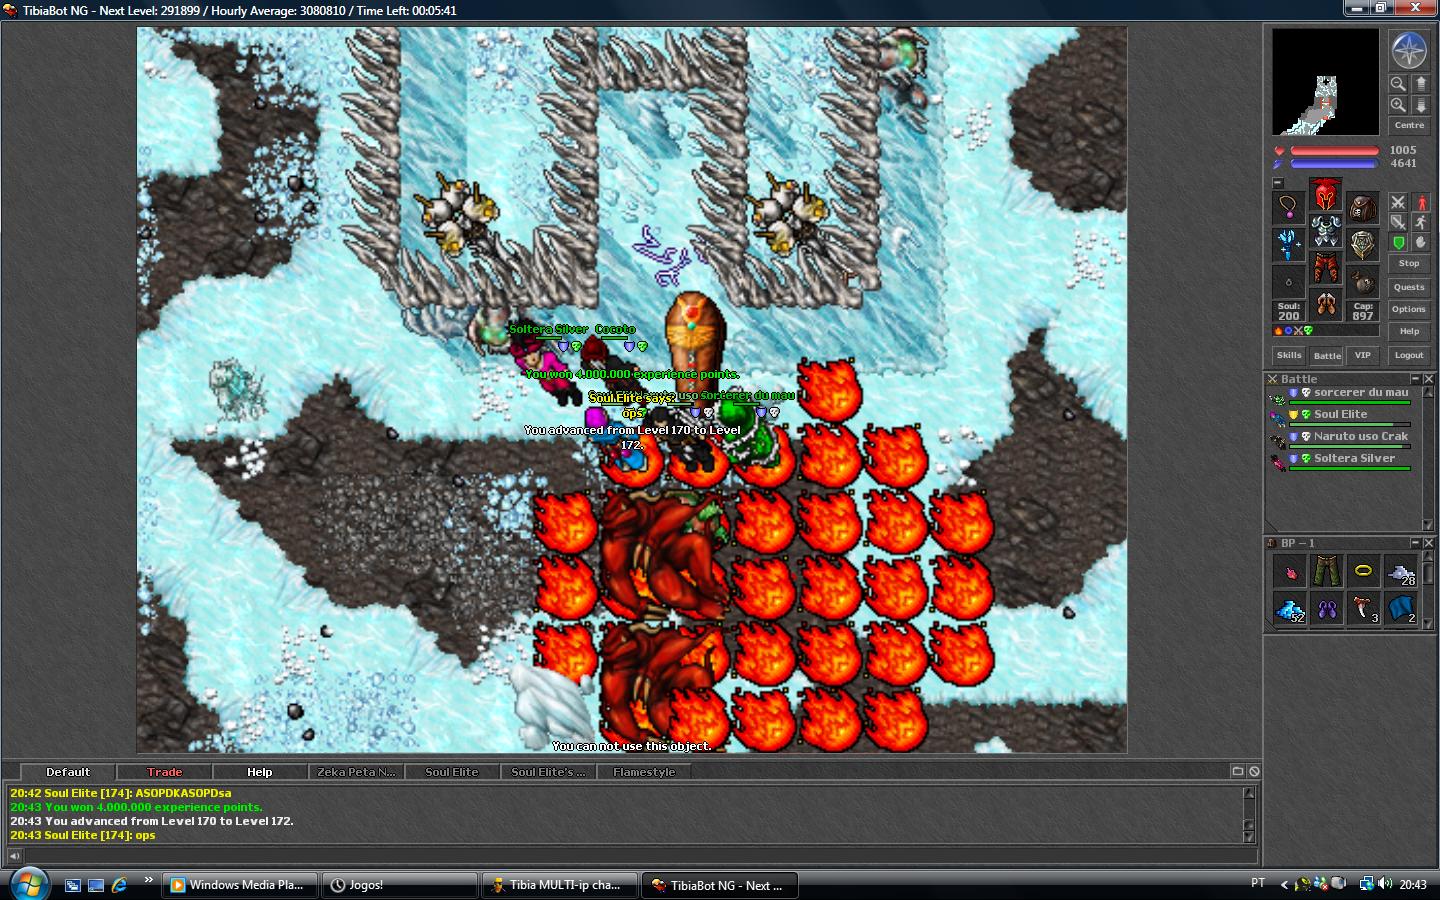 TibiaBot NG - Next Level: 291899 / Hourly Average: 3080810 / Time Left: 00:05:41
Centre
1005
4641
Stop
Quests
Soul:
200
Cap:
897
Options
Help
Skills
Battle
VIP
Logout
Battle
sorcerer du mau
Soul Elite
Naruto uso Crak
Soltera Silver
BP - 1
28
52
3
2
Soltera Silver Cocoto
You won 4.000.000 experience points.
uso sorcerer du mau
Soul Elite says:
ops
You advanced from Level 170 to Level
172.
You can not use this object.
Default
Trade
Help
Zeka Peta N...
Soul Elite
Soul Elite's ...
Flamestyle
20:42 Soul Elite [174]: ASOPDKASOPDsa
20:43 You won 4.000.000 experience points.
20:43 You advanced from Level 170 to Level 172.
20:43 Soul Elite [174]: ops
Windows Media Pla...
Jogos!
Tibia MULTI-ip cha...
TibiaBot NG - Next ...
PT
20:43